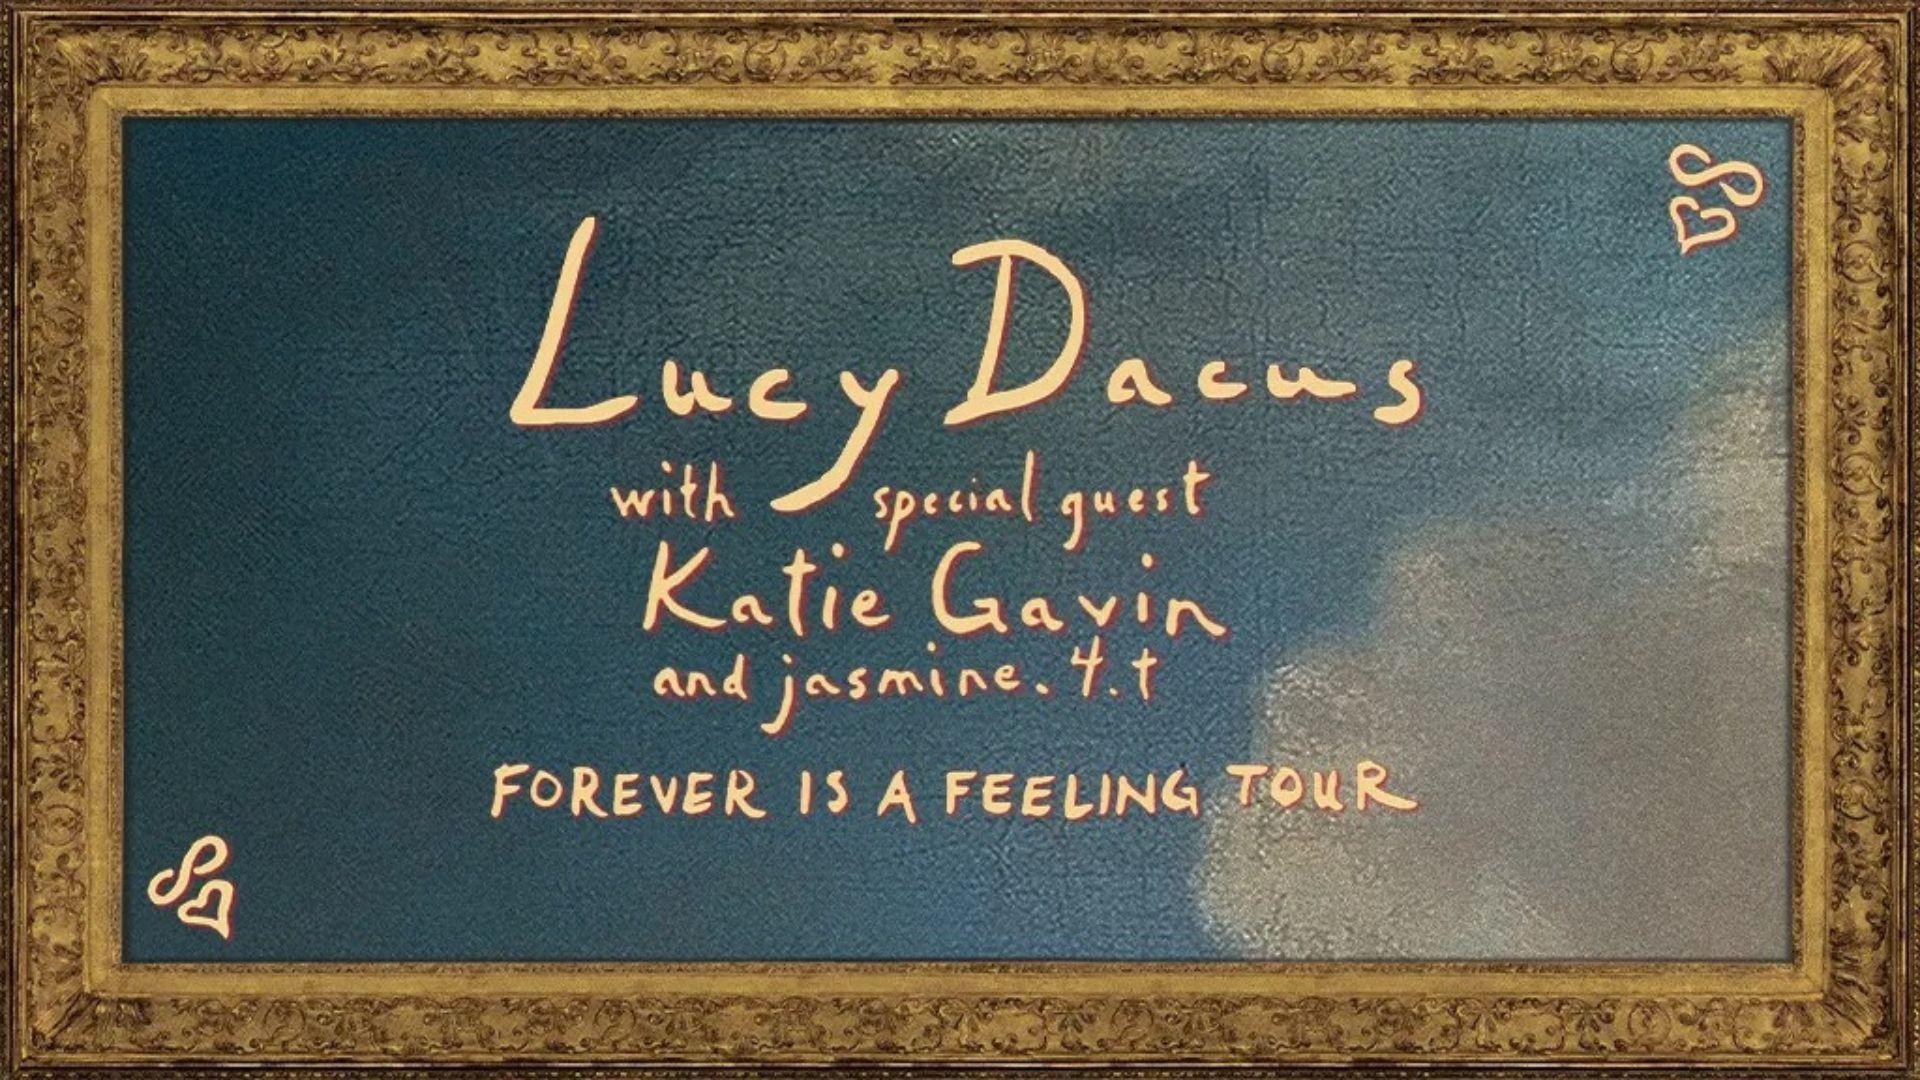 Lucy Dacus
with special guest
Katie Gavin
and jasmine.4.t
FOREVER IS A FEELING TOUR